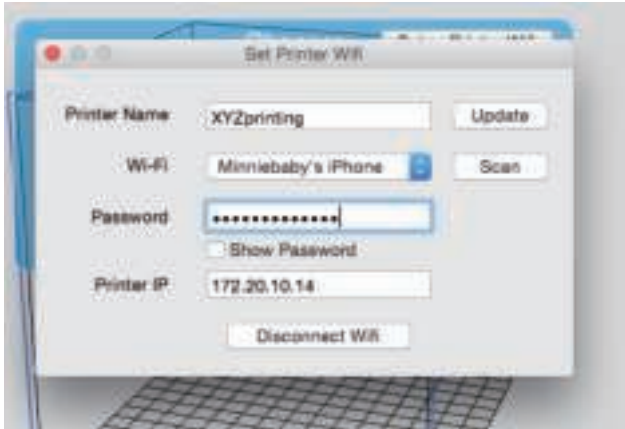 Set Printer Wifi
Printer Name XYZprinting Update
Wi-Fi Minniebaby's iPhone Scan
Password •••••••••••••
Show Password
Printer IP 172.20.10.14
Disconnect Wifi